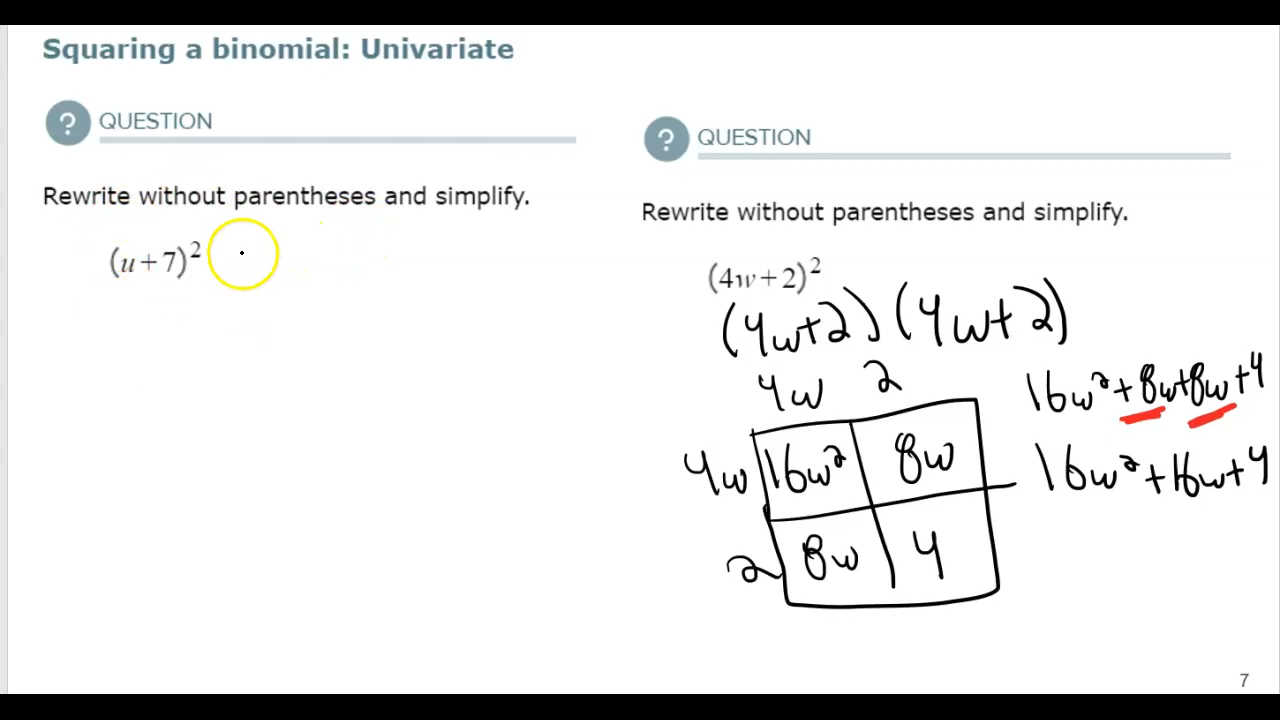 Squaring a binomial: Univariate
? QUESTION
Rewrite without parentheses and simplify.
(u+7)²
? QUESTION
Rewrite without parentheses and simplify.
(4w+2)²
(4w+2)(4w+2)
4w 2
4w 16w² 8w
2 8w 4
16w²+8w+8w+4
16w²+16w+4
7